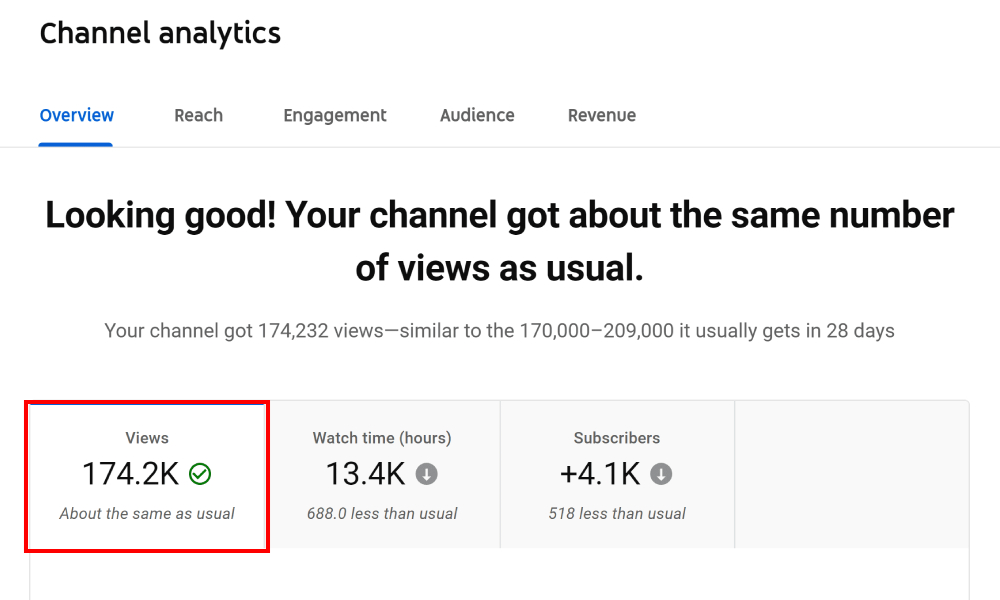 Channel analytics
Overview Reach Engagement Audience Revenue
Looking good! Your channel got about the same number
of views as usual.
Your channel got 174,232 views—similar to the 170,000–209,000 it usually gets in 28 days
Views
174.2K
About the same as usual
Watch time (hours)
13.4K
688.0 less than usual
Subscribers
+4.1K
518 less than usual